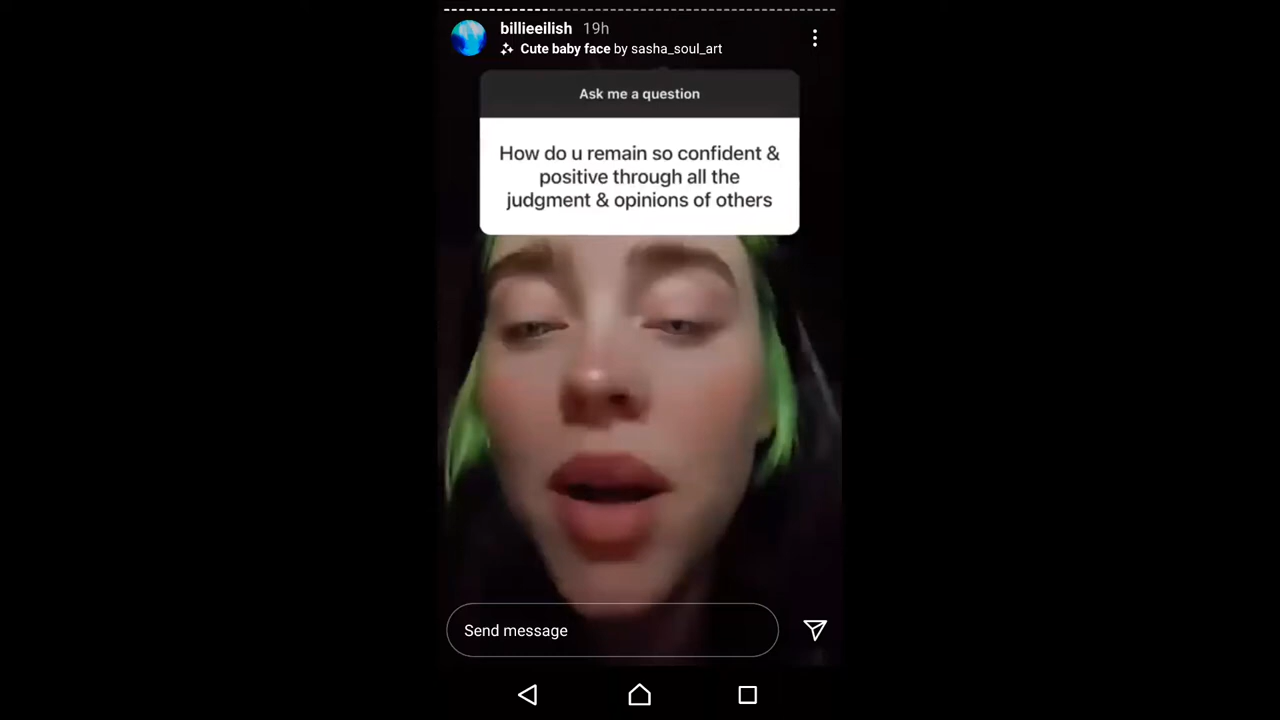 billieeilish 19h
Cute baby face by sasha_soul_art
Ask me a question
How do u remain so confident &
positive through all the
judgment & opinions of others
Send message